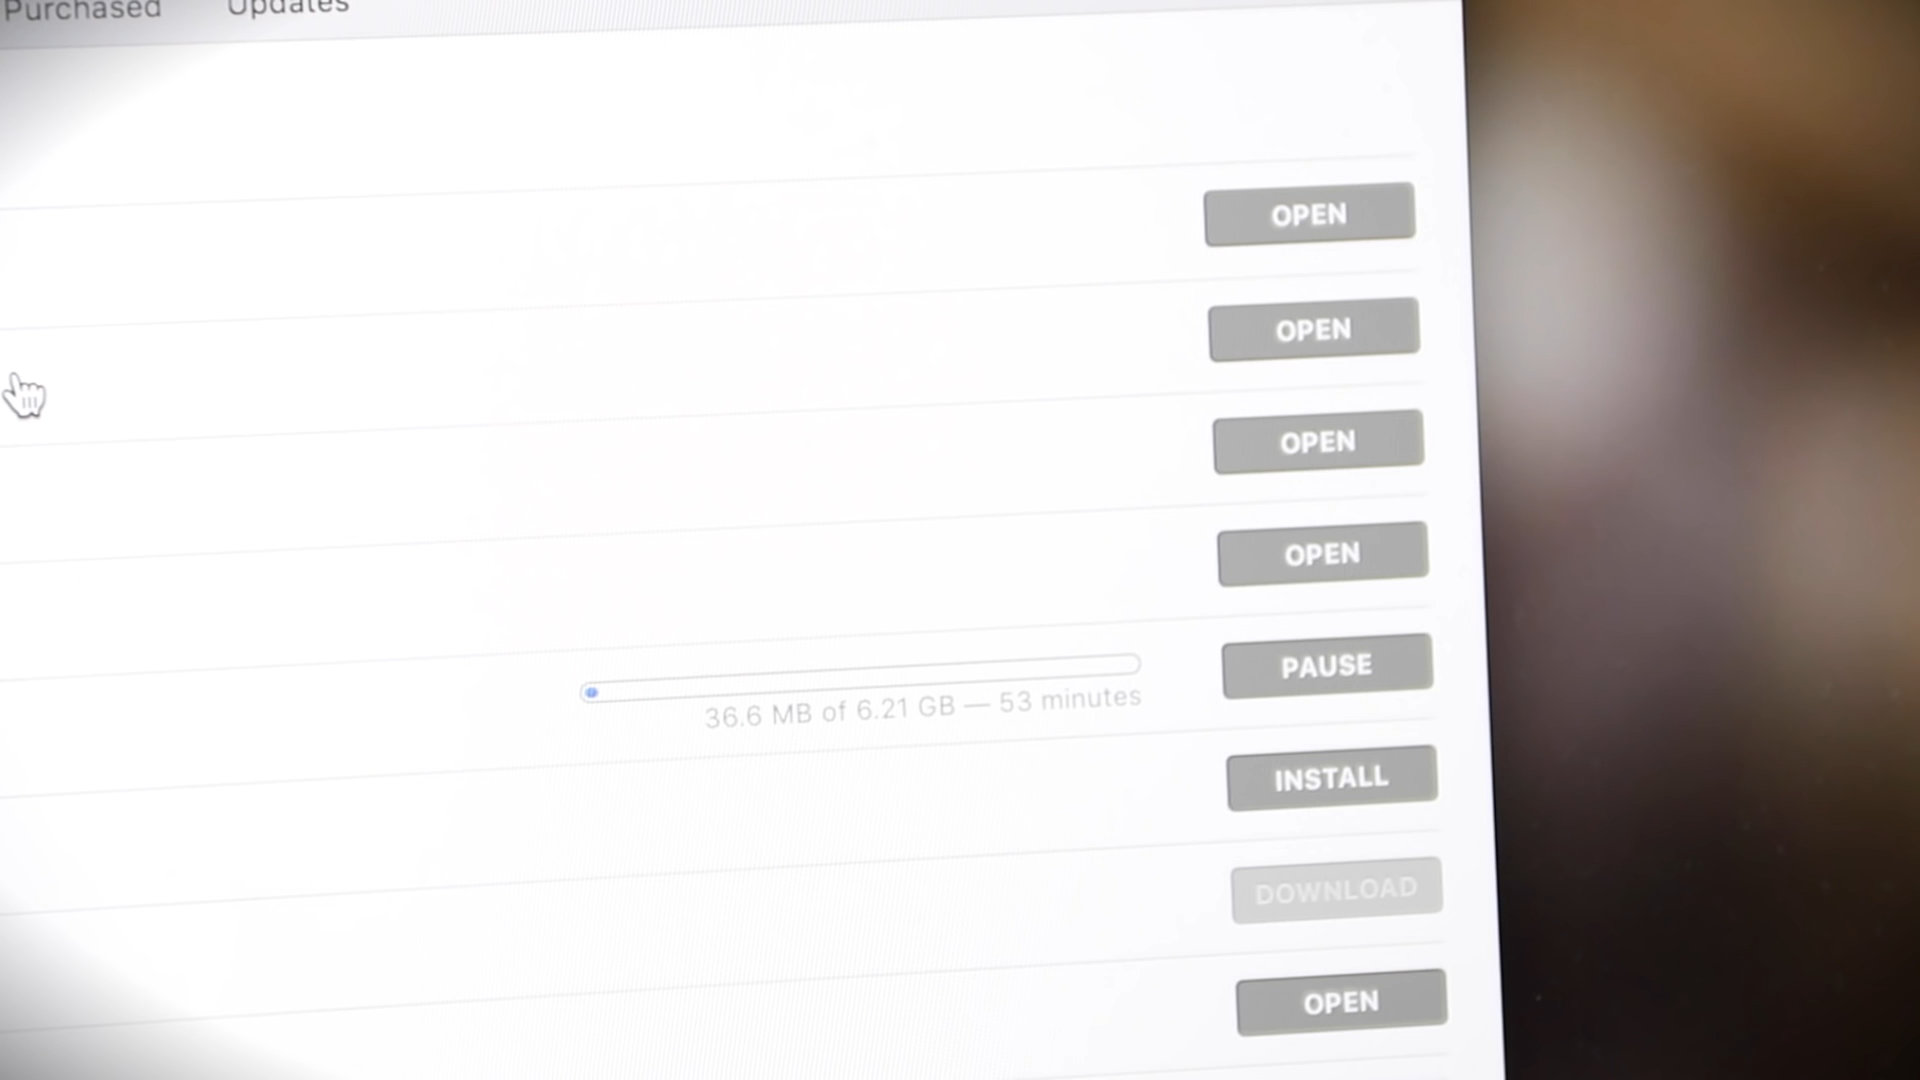 Purchased Updates
OPEN
OPEN
OPEN
OPEN
PAUSE
36.6 MB of 6.21 GB — 53 minutes
INSTALL
DOWNLOAD
OPEN